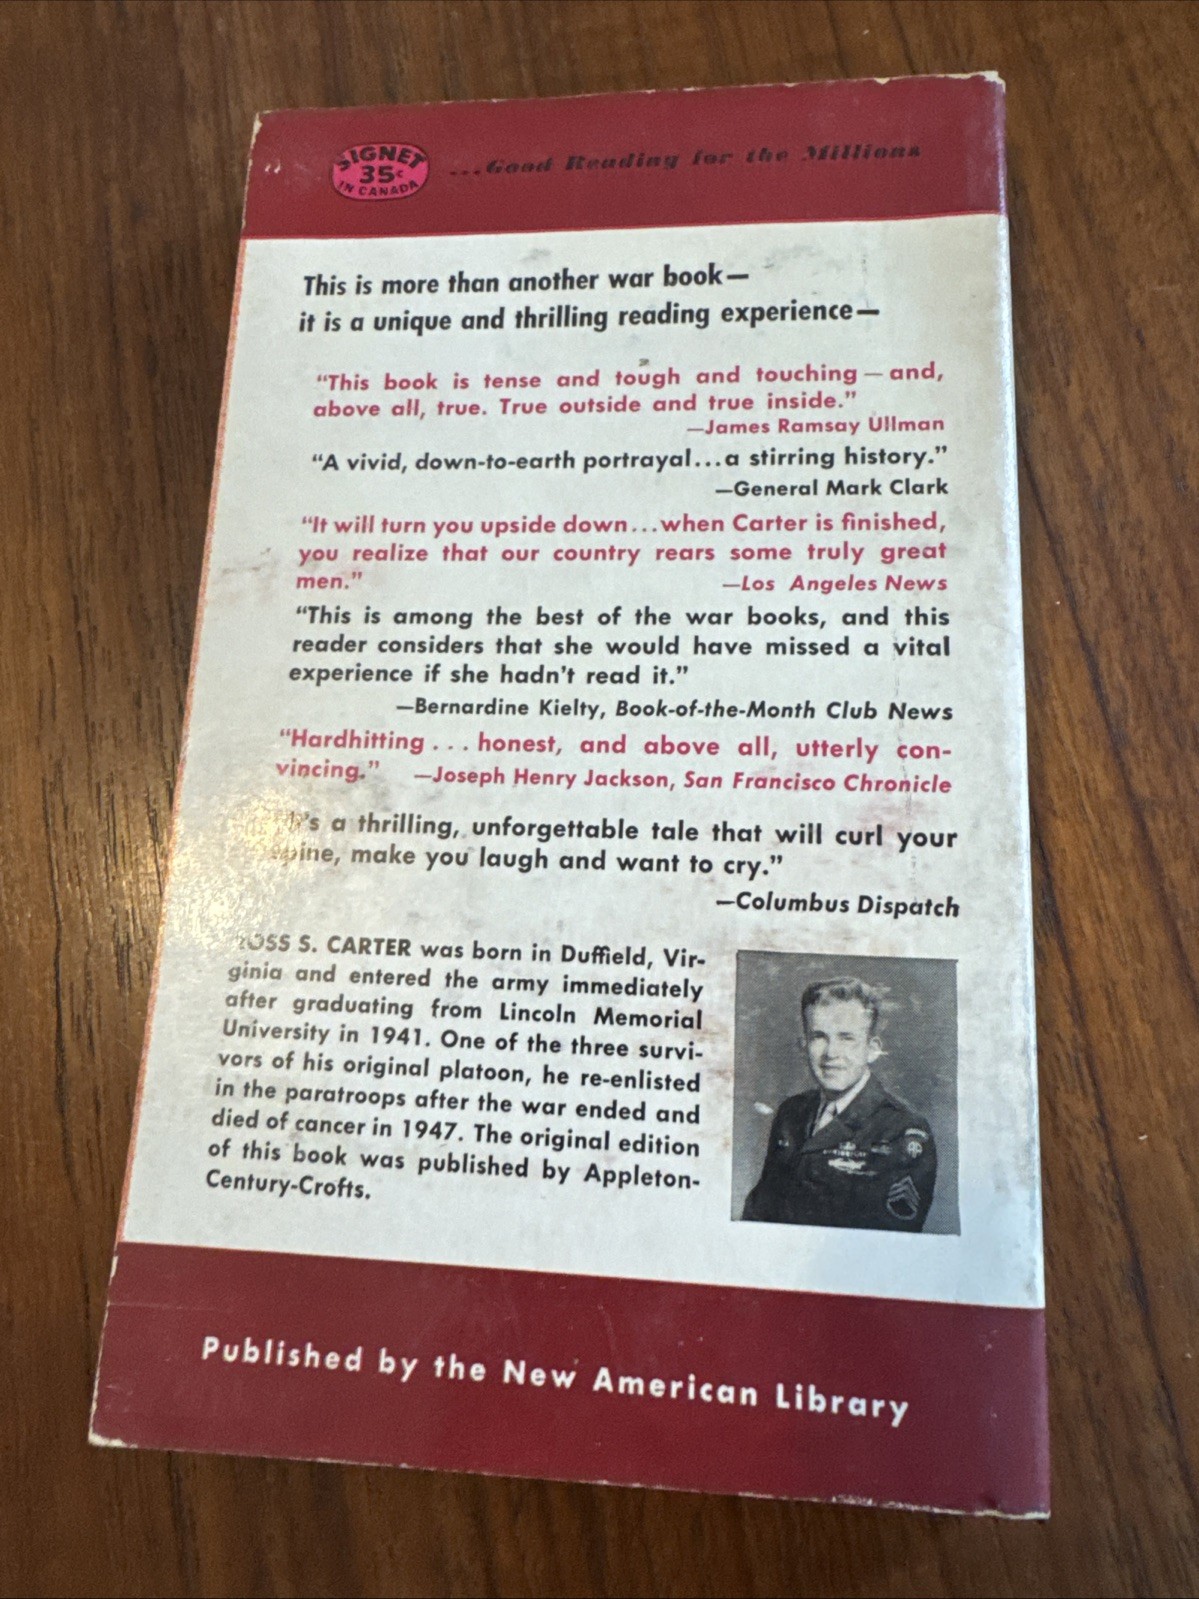 SIGNET
35¢
IN CANADA
...Good Reading for the Millions
This is more than another war book—
it is a unique and thrilling reading experience—
“This book is tense and tough and touching — and,
above all, true. True outside and true inside.”
—James Ramsay Ullman
“A vivid, down-to-earth portrayal...a stirring history.”
—General Mark Clark
“It will turn you upside down...when Carter is finished,
you realize that our country rears some truly great
men.” —Los Angeles News
“This is among the best of the war books, and this
reader considers that she would have missed a vital
experience if she hadn't read it.”
—Bernardine Kielty, Book-of-the-Month Club News
“Hardhitting . . . honest, and above all, utterly con-
vincing.” —Joseph Henry Jackson, San Francisco Chronicle
“It's a thrilling, unforgettable tale that will curl your
spine, make you laugh and want to cry.”
—Columbus Dispatch
ROSS S. CARTER was born in Duffield, Vir-
ginia and entered the army immediately
after graduating from Lincoln Memorial
University in 1941. One of the three survi-
vors of his original platoon, he re-enlisted
in the paratroops after the war ended and
died of cancer in 1947. The original edition
of this book was published by Appleton-
Century-Crofts.
Published by the New American Library